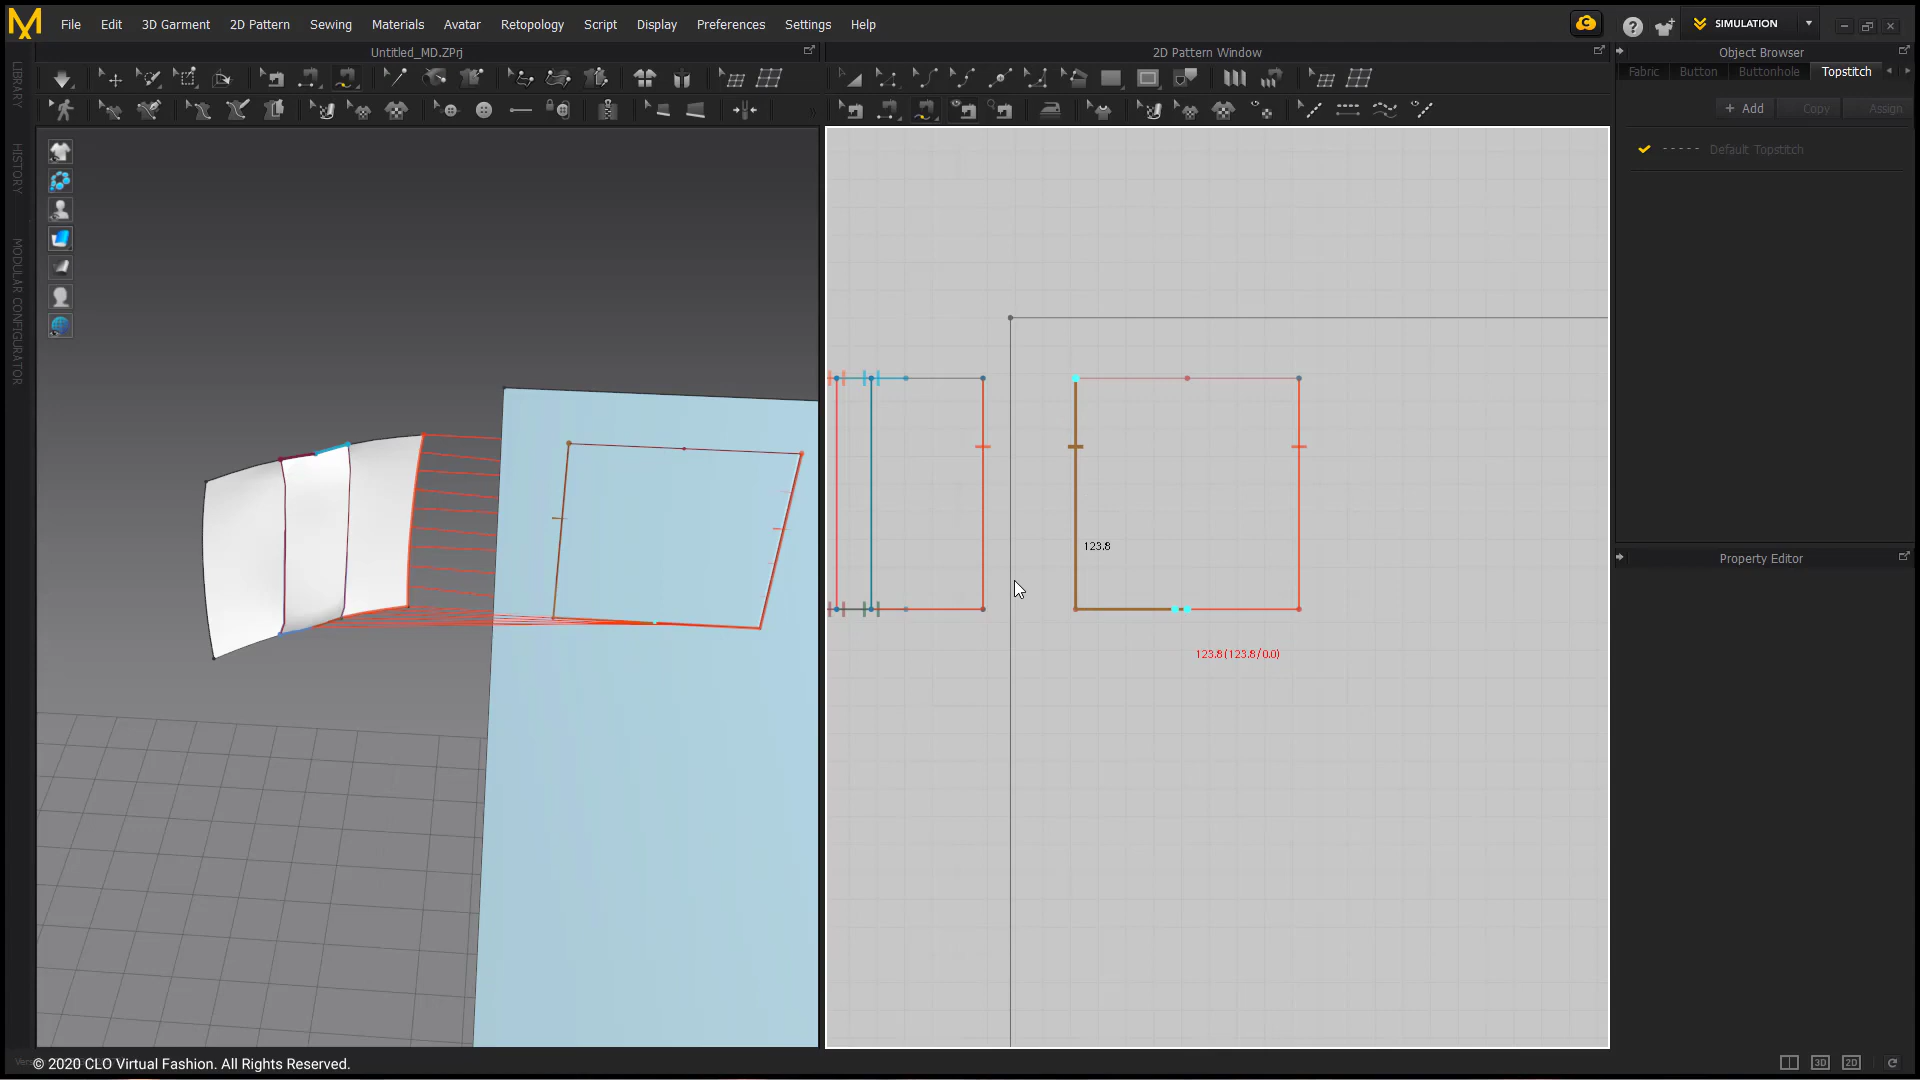 File Edit 3D Garment 2D Pattern Sewing Materials Avatar Retopology Script Display Preferences Settings Help
SIMULATION
Untitled_MD.ZPrj
2D Pattern Window
Object Browser
Fabric Button Buttonhole Topstitch
+ Add Copy Assign
Default Topstitch
LIBRARY
HISTORY
MODULAR CONFIGURATOR
123.8
123.8(123.8/0.0)
Property Editor
© 2020 CLO Virtual Fashion. All Rights Reserved.
3D
2D